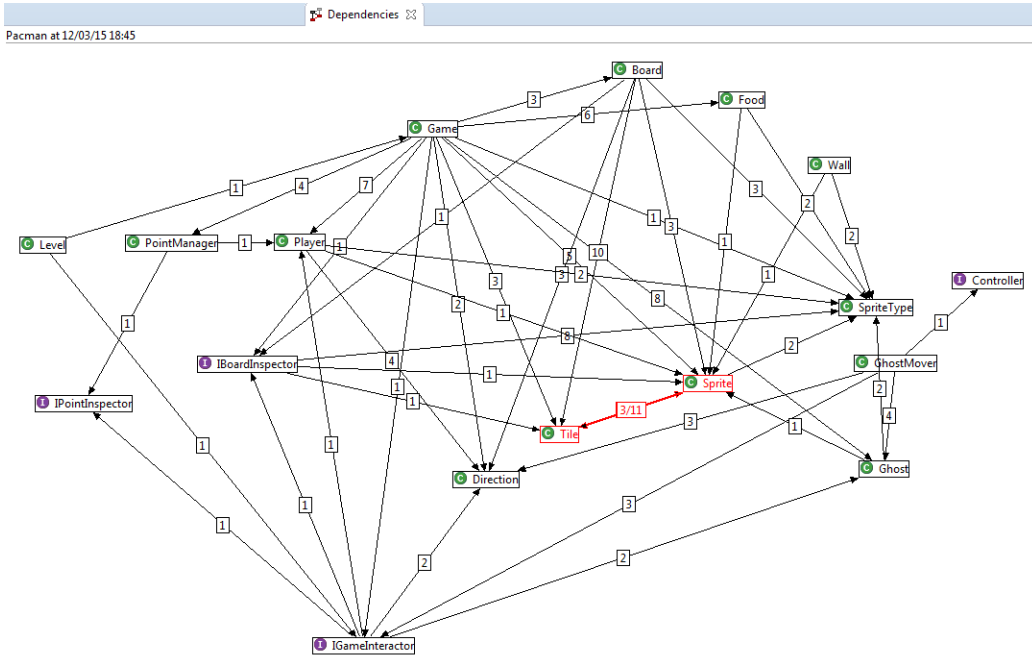 Dependencies
Pacman at 12/03/15 18:45
C Board
C Food
3
6
C Game
C Wall
1
4
7
3
1
2
1
3
2
C Level
C PointManager
1
C Player
1
5
10
1
3
2
1
I Controller
3
2
8
C SpriteType
1
1
8
1
2
I IBoardInspector
4
1
C GhostMover
1
1
C Sprite
2
4
I IPointInspector
3/11
3
1
C Tile
1
1
C Direction
C Ghost
1
3
1
2
2
I IGameInteractor